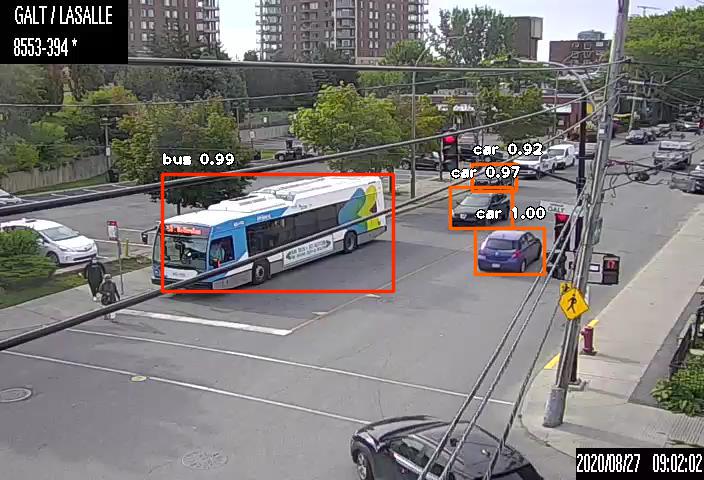 GALT / LASALLE
8553-394 *
bus 0.99
car 0.92
car 0.97
car 1.00
GALT
2020/08/27 09:02:02